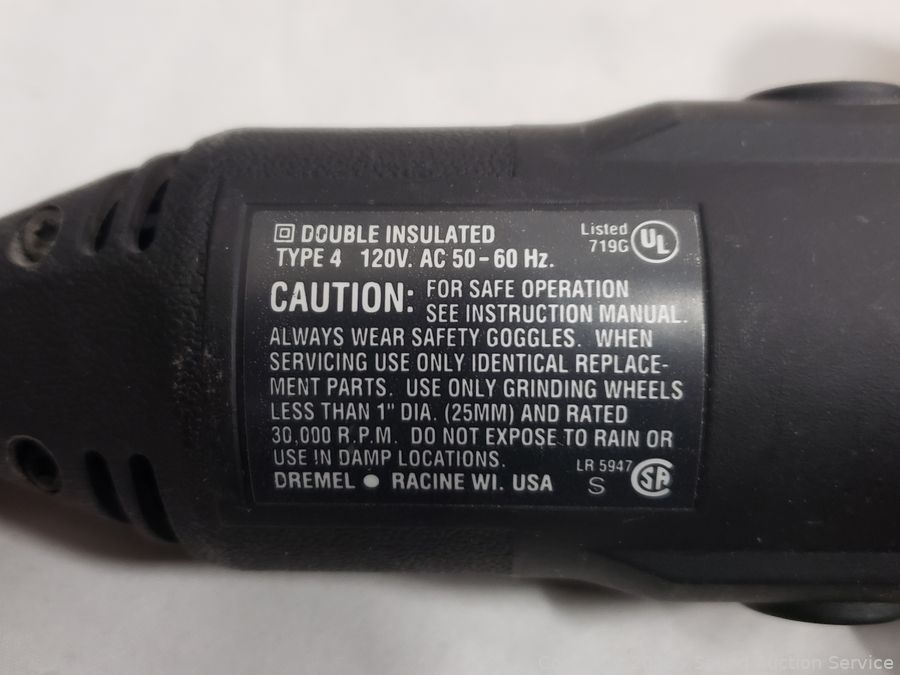 DOUBLE INSULATED
TYPE 4 120V. AC 50-60 Hz.
Listed
719G
UL
CAUTION: FOR SAFE OPERATION
SEE INSTRUCTION MANUAL.
ALWAYS WEAR SAFETY GOGGLES. WHEN
SERVICING USE ONLY IDENTICAL REPLACE-
MENT PARTS. USE ONLY GRINDING WHEELS
LESS THAN 1" DIA. (25MM) AND RATED
30,000 R.P.M. DO NOT EXPOSE TO RAIN OR
USE IN DAMP LOCATIONS.
DREMEL ● RACINE WI. USA
LR 5947
S
SA
Auction Service